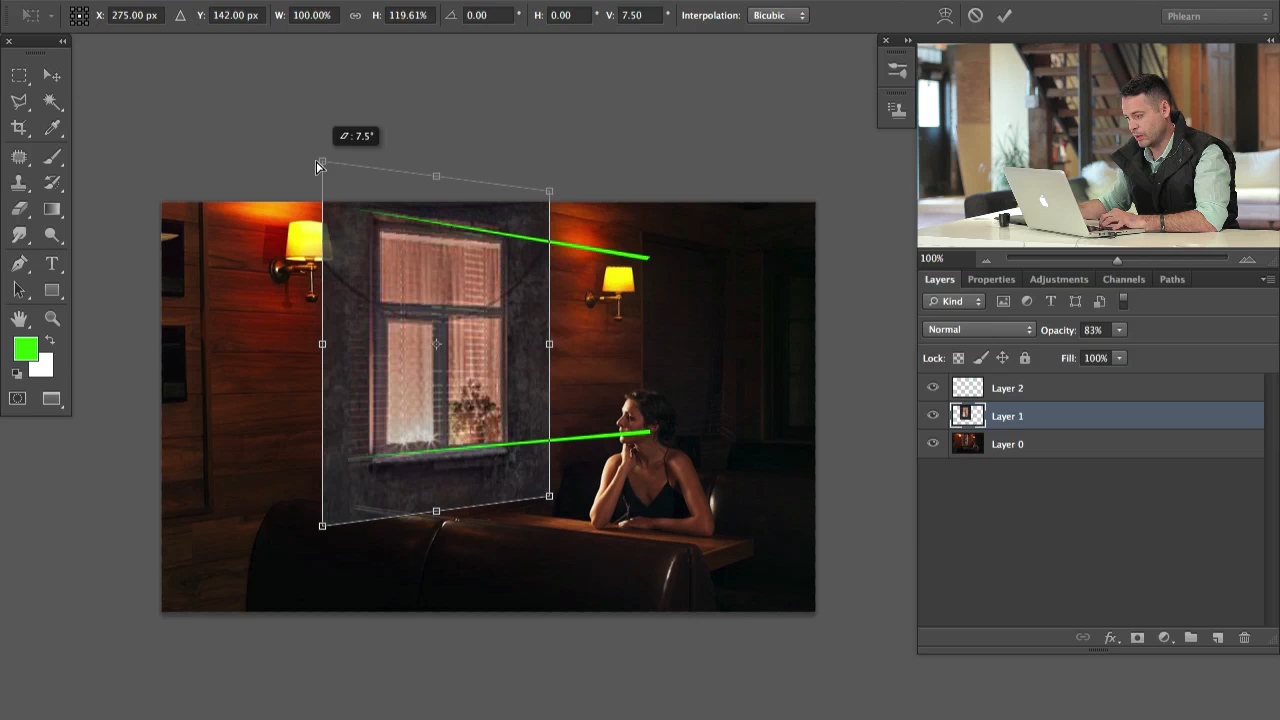 X: 275.00 px Y: 142.00 px W: 100.00% H: 119.61% 0.00 ° H: 0.00 ° V: 7.50 ° Interpolation: Bicubic Phlearn
: 7.5°
100%
Layers Properties Adjustments Channels Paths
Kind T
Normal Opacity: 83%
Lock: Fill: 100%
Layer 2
Layer 1
Layer 0
fx